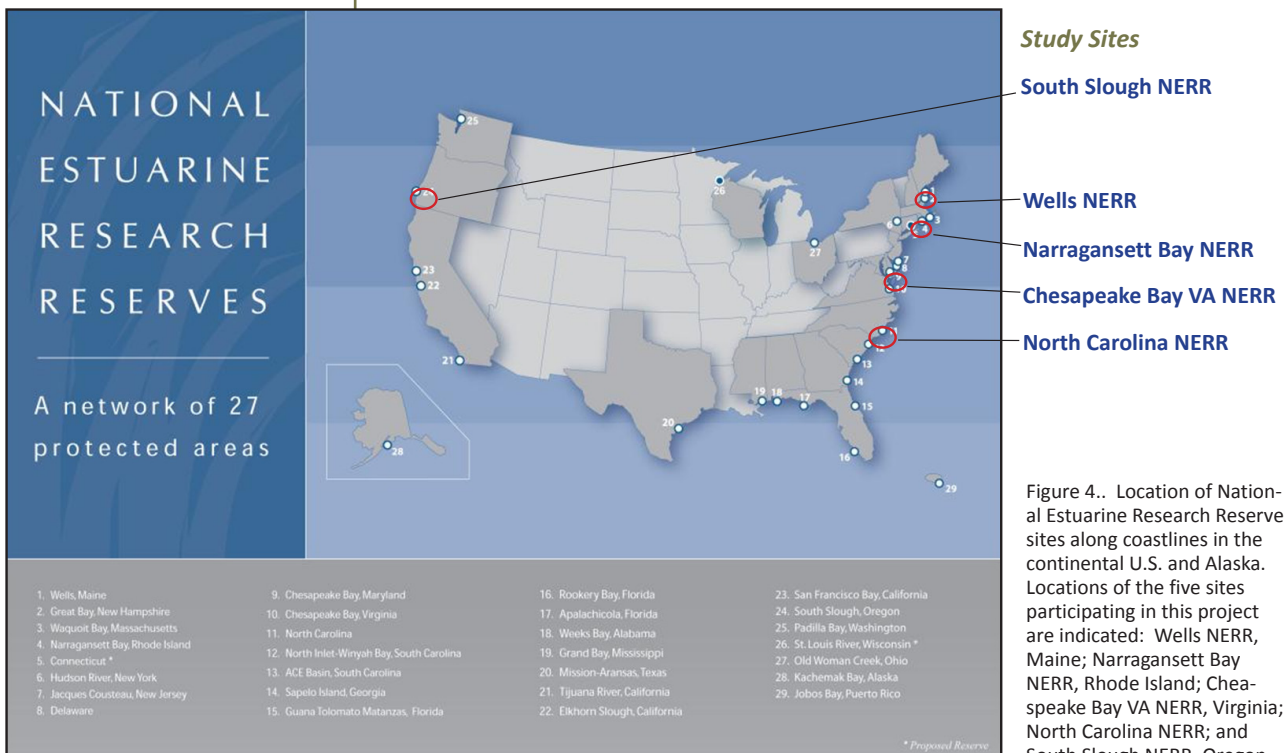 NATIONAL
ESTUARINE
RESEARCH
RESERVES
A network of 27
protected areas
25
24
23
22
21
26
27
1
3
4
6
7
8
12
13
14
15
16
17
18
19
20
28
29
Study Sites
South Slough NERR
Wells NERR
Narragansett Bay NERR
Chesapeake Bay VA NERR
North Carolina NERR
1. Wells, Maine
2. Great Bay, New Hampshire
3. Waquoit Bay, Massachusetts
4. Narragansett Bay, Rhode Island
5. Connecticut *
6. Hudson River, New York
7. Jacques Cousteau, New Jersey
8. Delaware
9. Chesapeake Bay, Maryland
10. Chesapeake Bay, Virginia
11. North Carolina
12. North Inlet-Winyah Bay, South Carolina
13. ACE Basin, South Carolina
14. Sapelo Island, Georgia
15. Guana Tolomato Matanzas, Florida
16. Rookery Bay, Florida
17. Apalachicola, Florida
18. Weeks Bay, Alabama
19. Grand Bay, Mississippi
20. Mission-Aransas, Texas
21. Tijuana River, California
22. Elkhorn Slough, California
23. San Francisco Bay, California
24. South Slough, Oregon
25. Padilla Bay, Washington
26. St. Louis River, Wisconsin *
27. Old Woman Creek, Ohio
28. Kachemak Bay, Alaska
29. Jobos Bay, Puerto Rico
* Proposed Reserve
Figure 4.. Location of Nation-
al Estuarine Research Reserve
sites along coastlines in the
continental U.S. and Alaska.
Locations of the five sites
participating in this project
are indicated: Wells NERR,
Maine; Narragansett Bay
NERR, Rhode Island; Chea-
speake Bay VA NERR, Virginia;
North Carolina NERR; and
South Slough NERR, Oregon